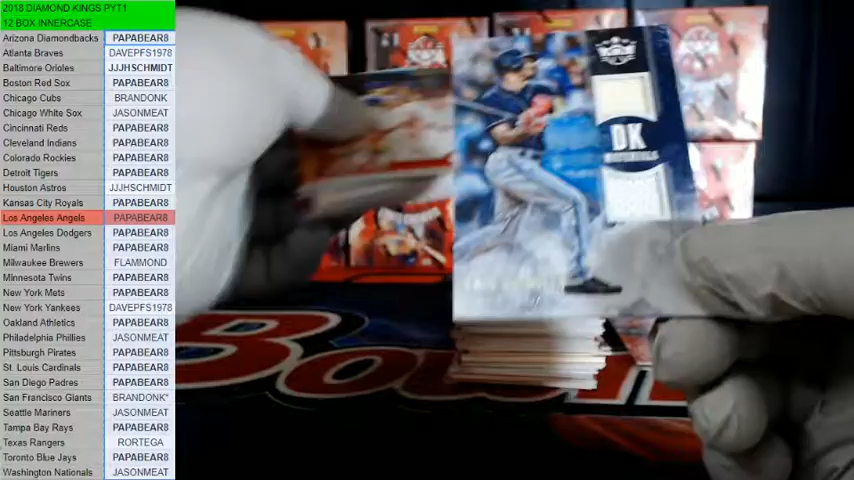 2018 DIAMOND KINGS PYT1
12 BOX INNERCASE
Arizona Diamondbacks PAPABEAR8
Atlanta Braves DAVEPFS1978
Baltimore Orioles JJJHSCHMIDT
Boston Red Sox PAPABEAR8
Chicago Cubs BRANDONK
Chicago White Sox JASONMEAT
Cincinnati Reds PAPABEAR8
Cleveland Indians PAPABEAR8
Colorado Rockies PAPABEAR8
Detroit Tigers PAPABEAR8
Houston Astros JJJHSCHMIDT
Kansas City Royals PAPABEAR8
Los Angeles Angels PAPABEAR8
Los Angeles Dodgers PAPABEAR8
Miami Marlins PAPABEAR8
Milwaukee Brewers FLAMMOND
Minnesota Twins PAPABEAR8
New York Mets PAPABEAR8
New York Yankees DAVEPFS1978
Oakland Athletics PAPABEAR8
Philadelphia Phillies JASONMEAT
Pittsburgh Pirates PAPABEAR8
St. Louis Cardinals PAPABEAR8
San Diego Padres PAPABEAR8
San Francisco Giants BRANDONK*
Seattle Mariners JASONMEAT
Tampa Bay Rays PAPABEAR8
Texas Rangers RORTEGA
Toronto Blue Jays PAPABEAR8
Washington Nationals JASONMEAT
DK
MATERIALS